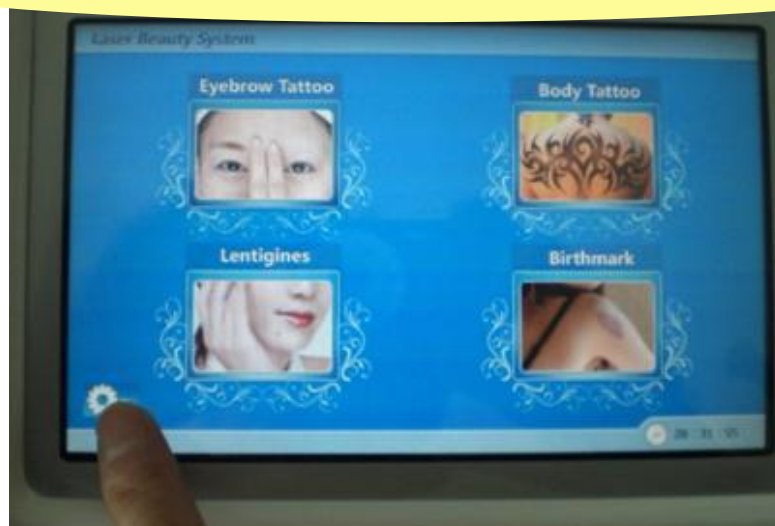 Laser Beauty System
Eyebrow Tattoo
Body Tattoo
Lentigines
Birthmark